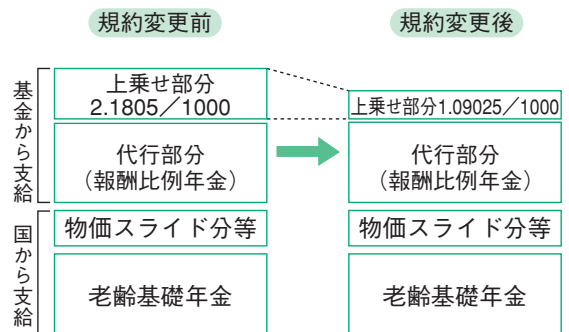 規約変更前
規約変更後
基金から支給
上乗せ部分
2.1805／1000
上乗せ部分1.09025／1000
代行部分
（報酬比例年金）
代行部分
（報酬比例年金）
国から支給
物価スライド分等
物価スライド分等
老齢基礎年金
老齢基礎年金